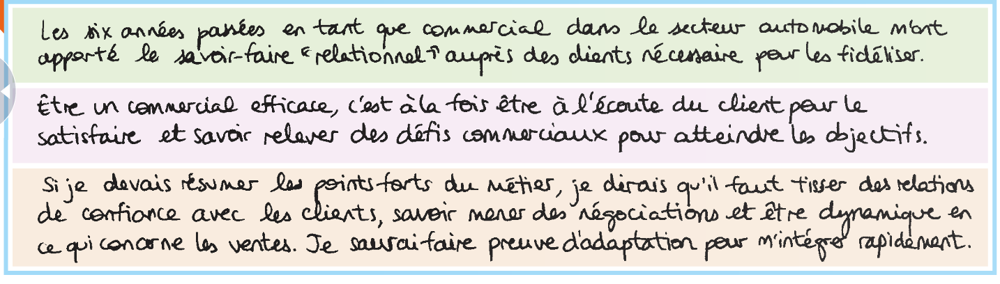 Les six années passées en tant que commercial dans le secteur automobile m'ont
apporté le savoir-faire "relationnel" auprès des clients nécessaire pour les fidéliser.
Être un commercial efficace, c'est à la fois être à l'écoute du client pour le
satisfaire et savoir relever des défis commerciaux pour atteindre les objectifs.
Si je devais résumer les points forts du métier, je dirais qu'il faut tisser des relations
de confiance avec les clients, savoir mener des négociations et être dynamique en
ce qui concerne les ventes. Je saurai faire preuve d'adaptation pour m'intégrer rapidement.